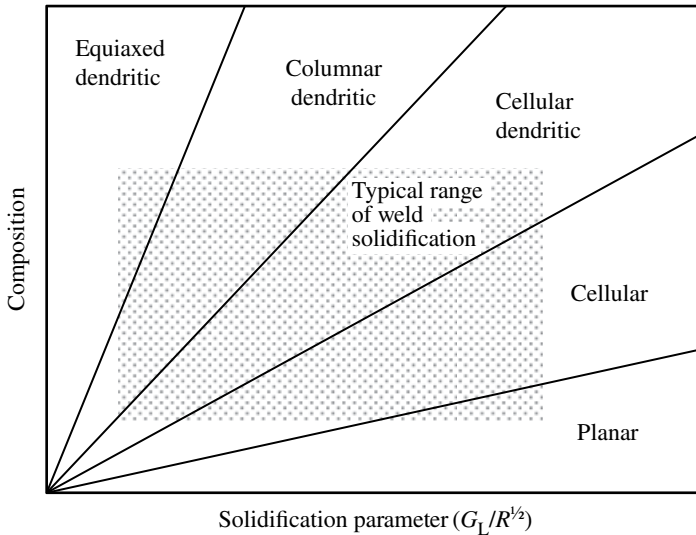 Equiaxed
dendritic
Columnar
dendritic
Cellular
dendritic
Typical range
of weld
solidification
Cellular
Planar
Composition
Solidification parameter (G_L/R^½)